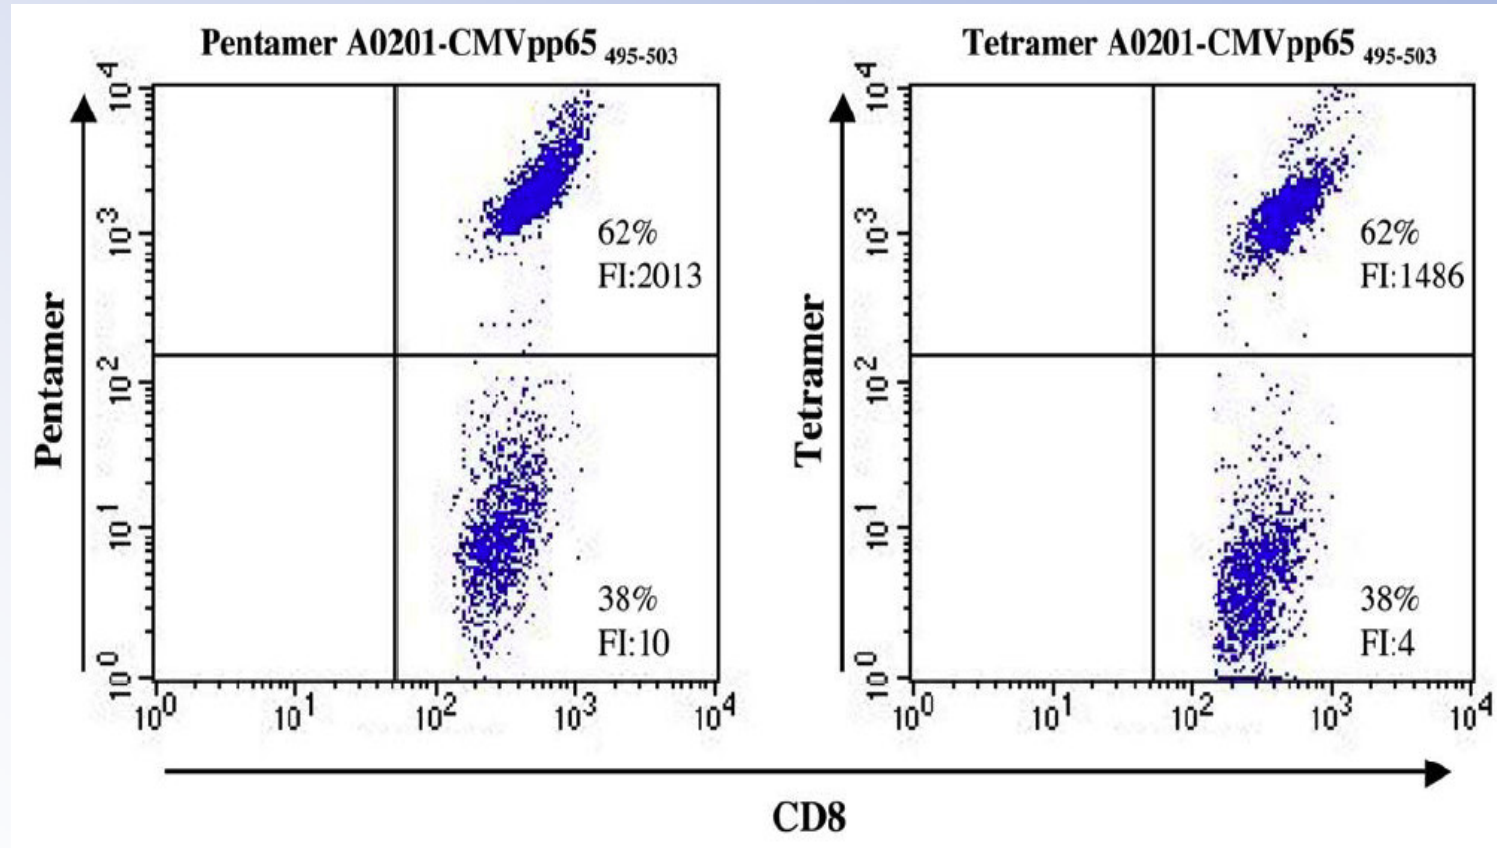 Pentamer A0201-CMVpp65 495-503
Pentamer
10^4
10^3
10^2
10^1
10^0
62%
FI:2013
38%
FI:10
10^0 10^1 10^2 10^3 10^4
Tetramer A0201-CMVpp65 495-503
Tetramer
10^4
10^3
10^2
10^1
10^0
62%
FI:1486
38%
FI:4
10^0 10^1 10^2 10^3 10^4
CD8